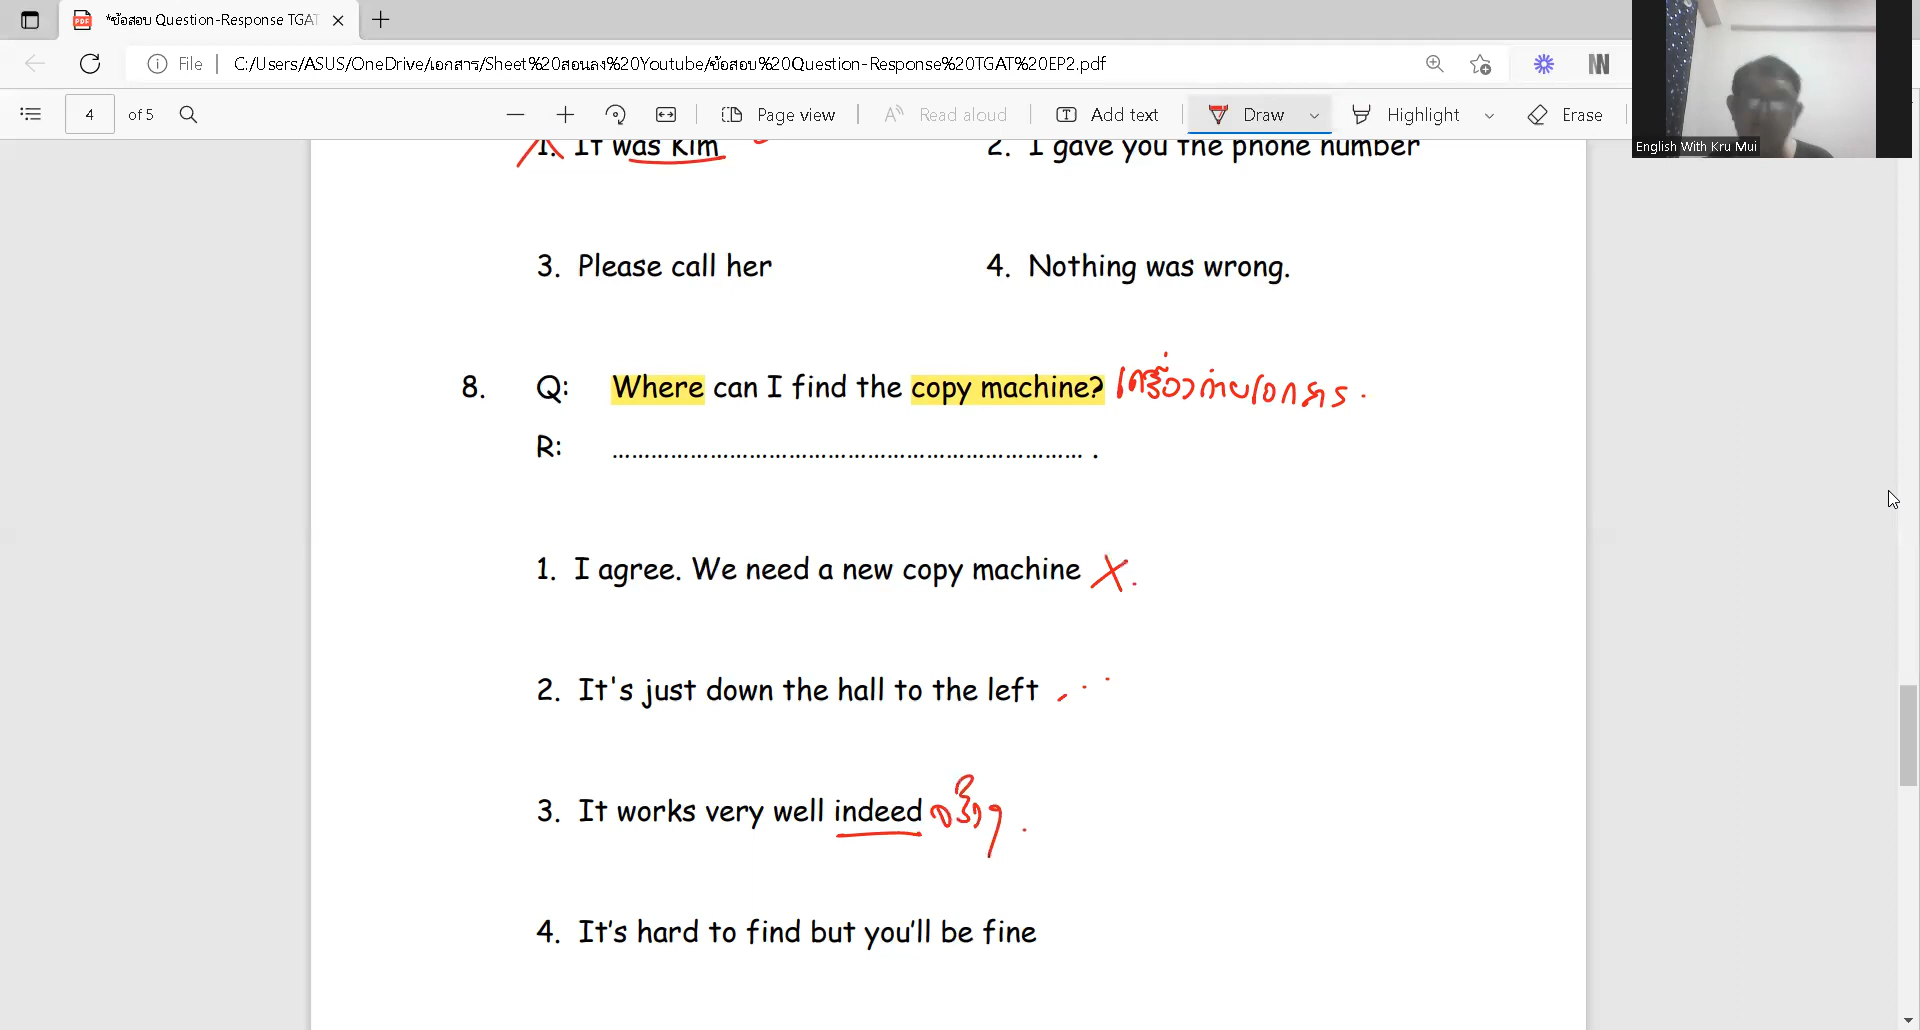 *ข้อสอบ Question-Response TGAT
File
C:/Users/ASUS/OneDrive/เอกสาร/Sheet%20สอนลง%20Youtube/ข้อสอบ%20Question-Response%20TGAT%20EP2.pdf
4 of 5
Page view
Read aloud
Add text
Draw
Highlight
Erase
English With Kru Mui
1. It was Kim
2. I gave you the phone number
3. Please call her
4. Nothing was wrong.
8. Q: Where can I find the copy machine? เครื่องถ่ายเอกสาร
R: ........................................................................ .
1. I agree. We need a new copy machine
2. It's just down the hall to the left
3. It works very well indeed จริงๆ
4. It's hard to find but you'll be fine